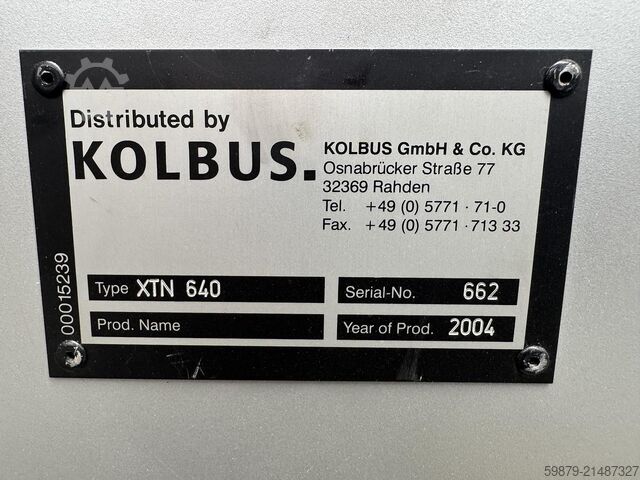 Distributed by
KOLBUS.
KOLBUS GmbH & Co. KG
Osnabrücker Straße 77
32369 Rahden
Tel. +49 (0) 5771 · 71-0
Fax. +49 (0) 5771 · 713 33
00015239
Type XTN 640
Serial-No. 662
Prod. Name
Year of Prod. 2004
59879-21487327